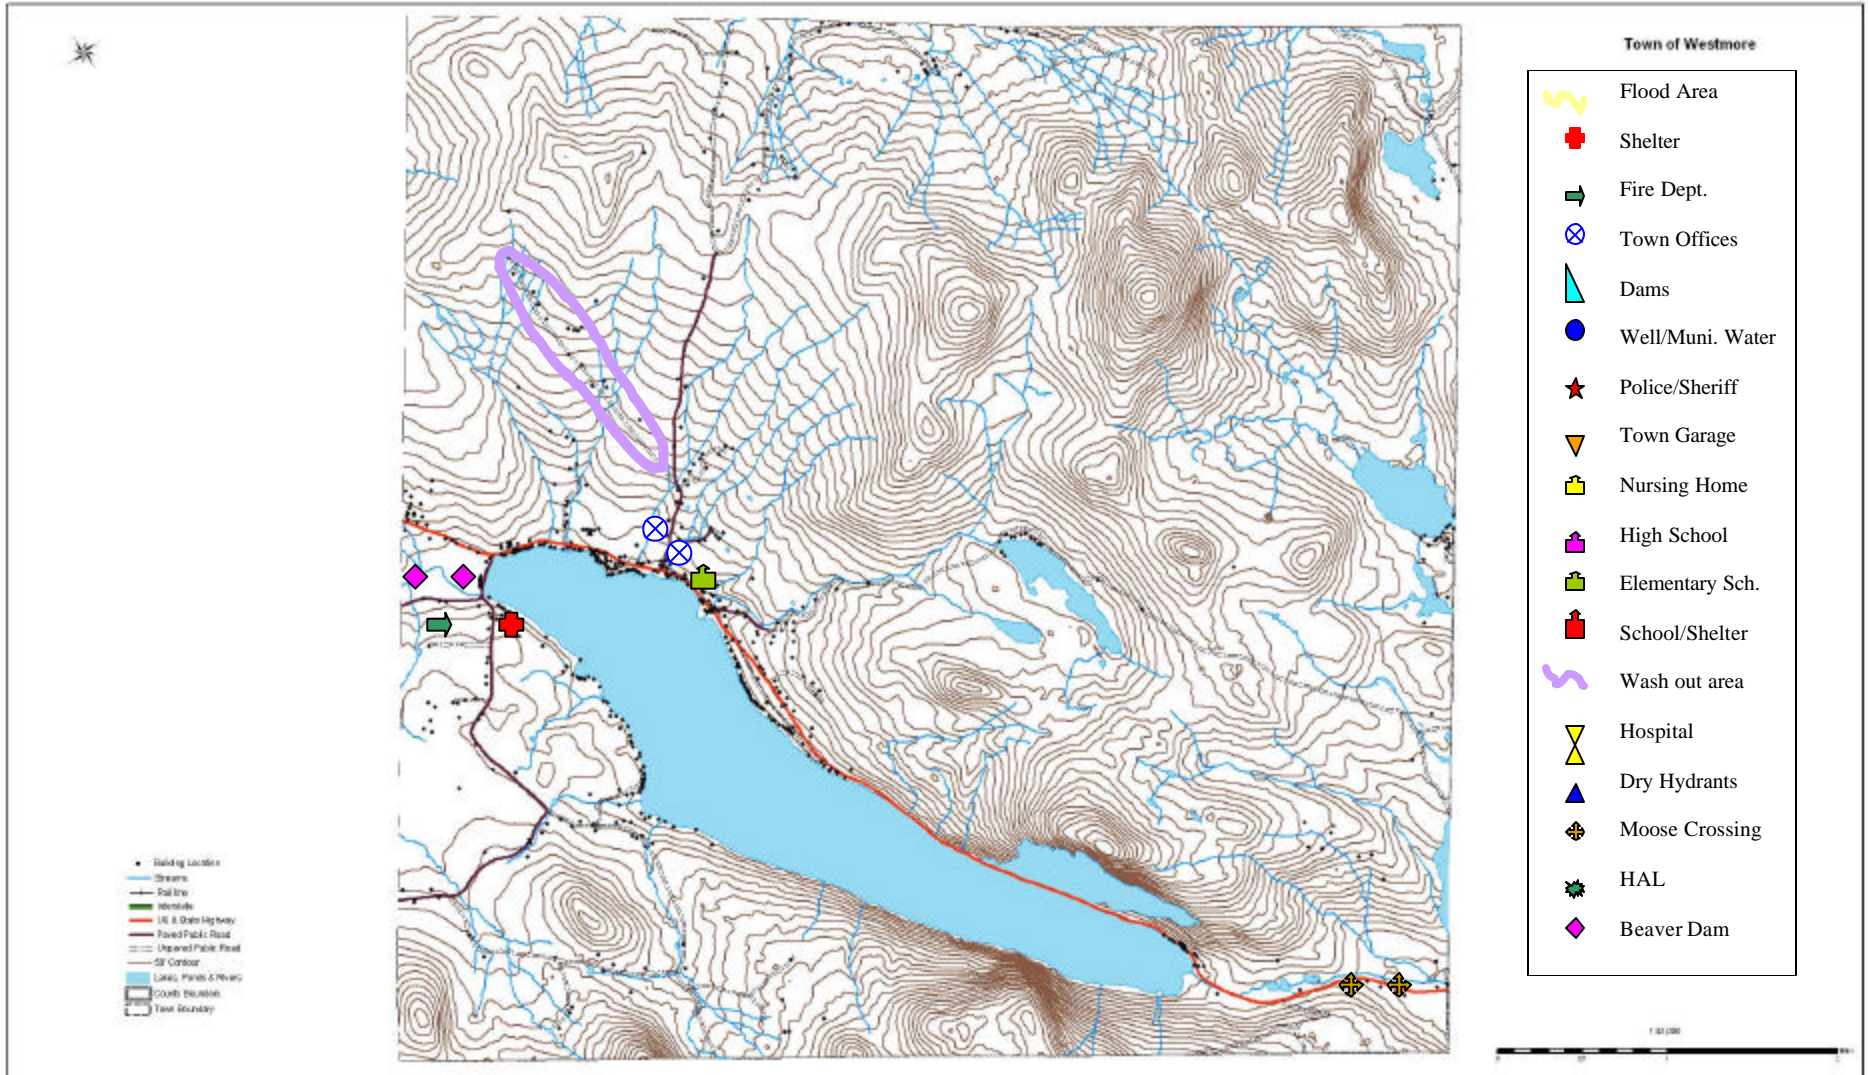 Town of Westmore
Flood Area
Shelter
Fire Dept.
Town Offices
Dams
Well/Muni. Water
Police/Sheriff
Town Garage
Nursing Home
High School
Elementary Sch.
School/Shelter
Wash out area
Hospital
Dry Hydrants
Moose Crossing
HAL
Beaver Dam
Building Location
Streams
Rail line
Interstate
US & State Highway
Paved Public Road
Unpaved Public Road
Contour
Lakes, Ponds & Rivers
County Boundary
Town Boundary